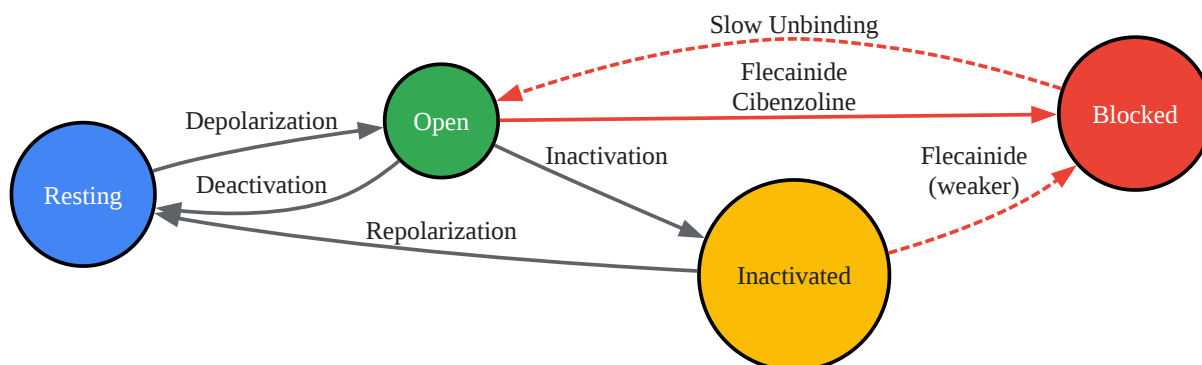 Slow Unbinding
Flecainide
Cibenzoline
Depolarization
Open
Blocked
Inactivation
Flecainide
(weaker)
Deactivation
Resting
Repolarization
Inactivated